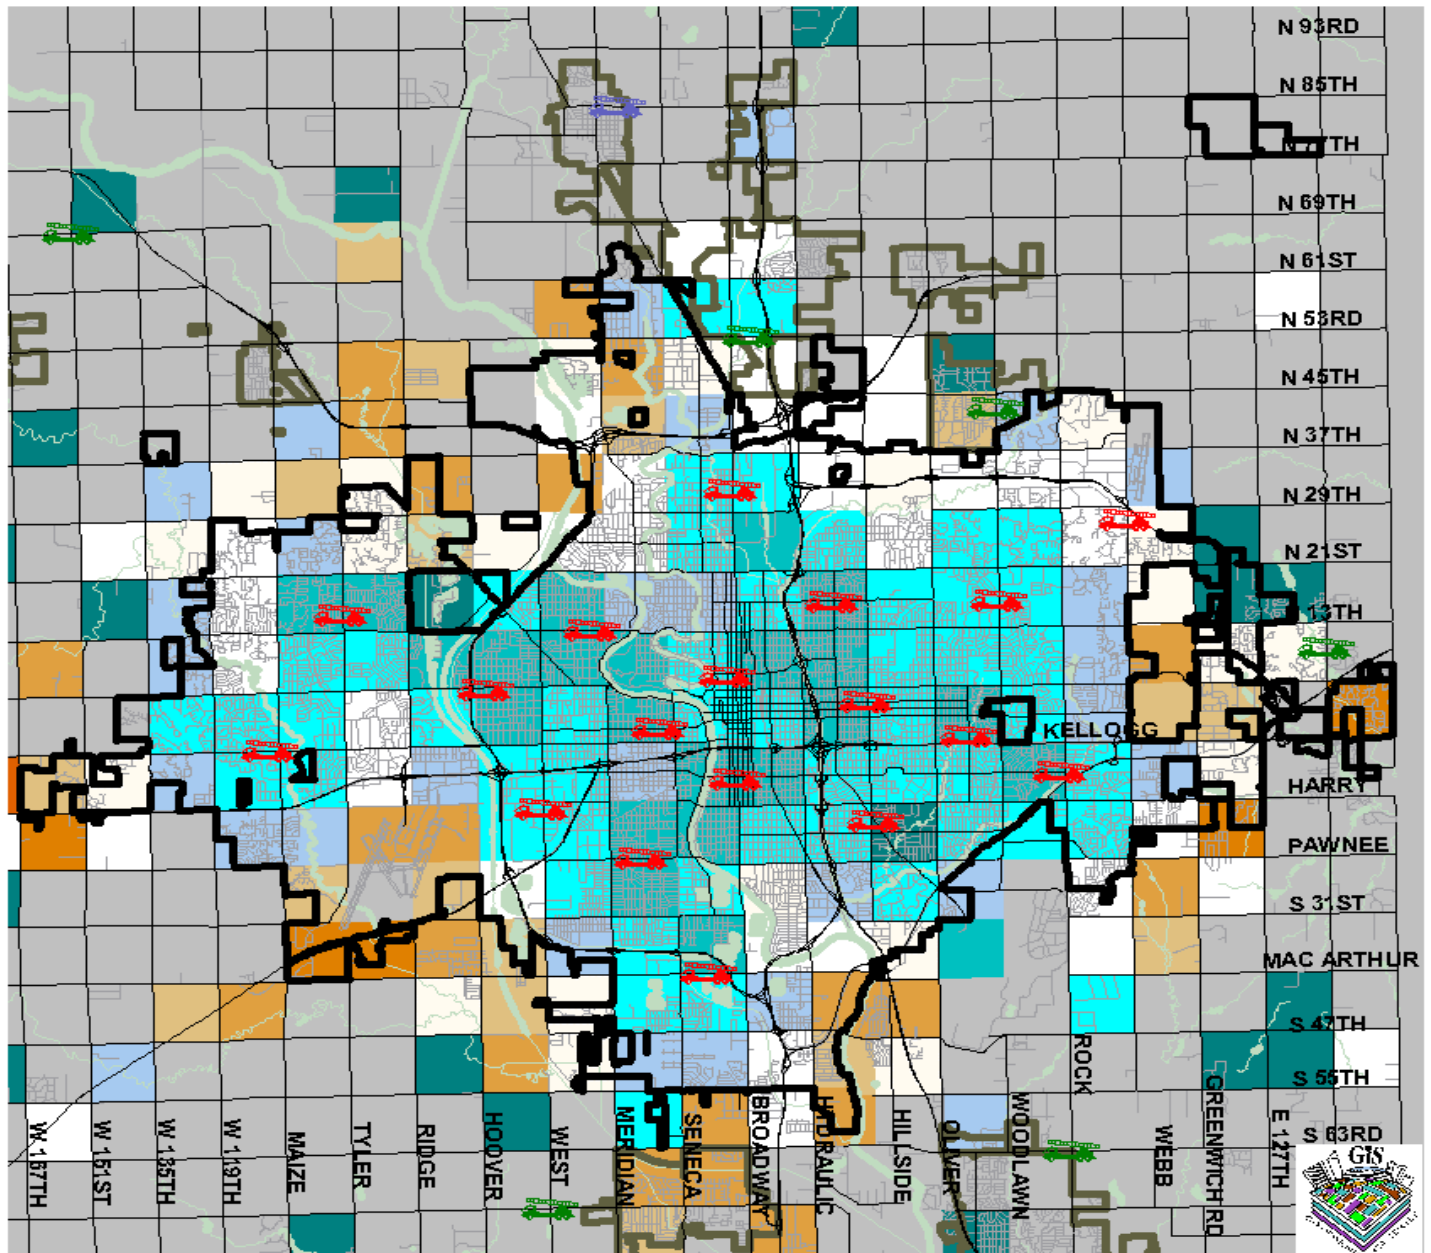 N 93RD
N 85TH
TH
N 69TH
N 61ST
N 53RD
N 45TH
N 37TH
N 29TH
N 21ST
13TH
KELLOGG
HARRY
PAWNEE
S 31ST
MAC ARTHUR
S 47TH
S 55TH
S 63RD
W 167TH
W 151ST
W 135TH
W 119TH
MAIZE
TYLER
RIDGE
HOOVER
WEST
MERIDIAN
SENECA
BROADWAY
HYDRAULIC
HILLSIDE
OLIVER
WOODLAWN
ROCK
WEBB
GREENWICH RD
E 127TH
GIS